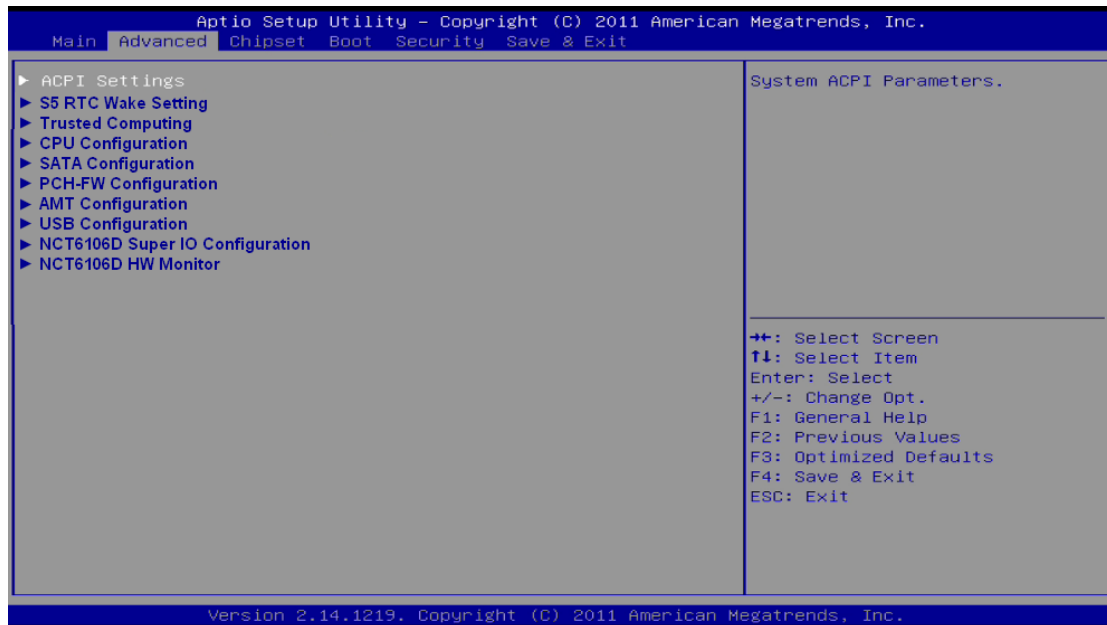 Aptio Setup Utility – Copyright (C) 2011 American Megatrends, Inc.
Main Advanced Chipset Boot Security Save & Exit
► ACPI Settings
► S5 RTC Wake Setting
► Trusted Computing
► CPU Configuration
► SATA Configuration
► PCH-FW Configuration
► AMT Configuration
► USB Configuration
► NCT6106D Super IO Configuration
► NCT6106D HW Monitor
System ACPI Parameters.
→←: Select Screen
↑↓: Select Item
Enter: Select
+/-: Change Opt.
F1: General Help
F2: Previous Values
F3: Optimized Defaults
F4: Save & Exit
ESC: Exit
Version 2.14.1219. Copyright (C) 2011 American Megatrends, Inc.